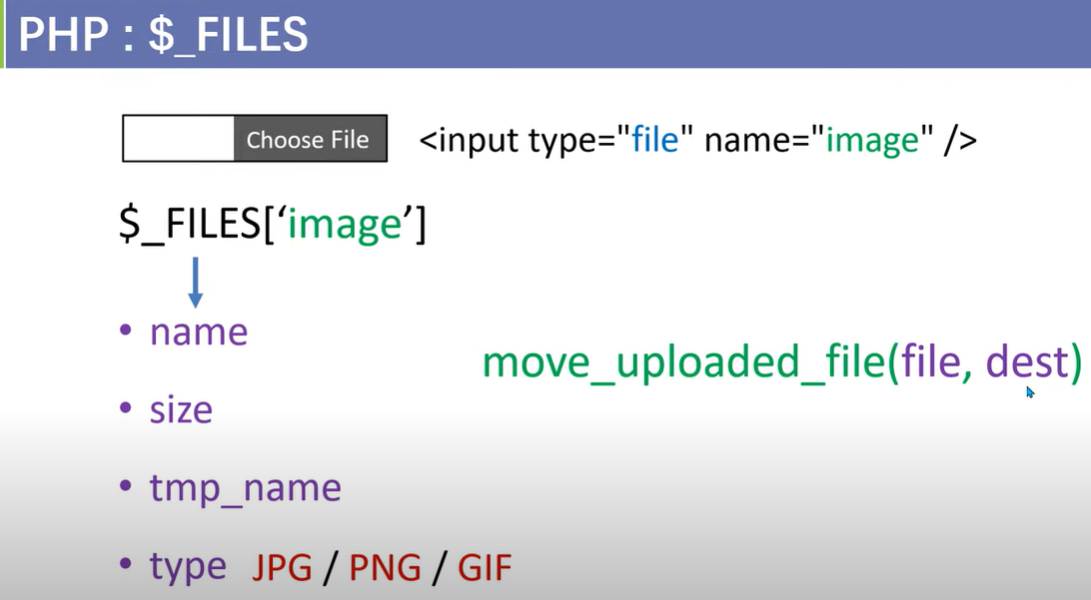 PHP : $_FILES
Choose File <input type="file" name="image" />
$_FILES[‘image’]
• name
move_uploaded_file(file, dest)
• size
• tmp_name
• type JPG / PNG / GIF